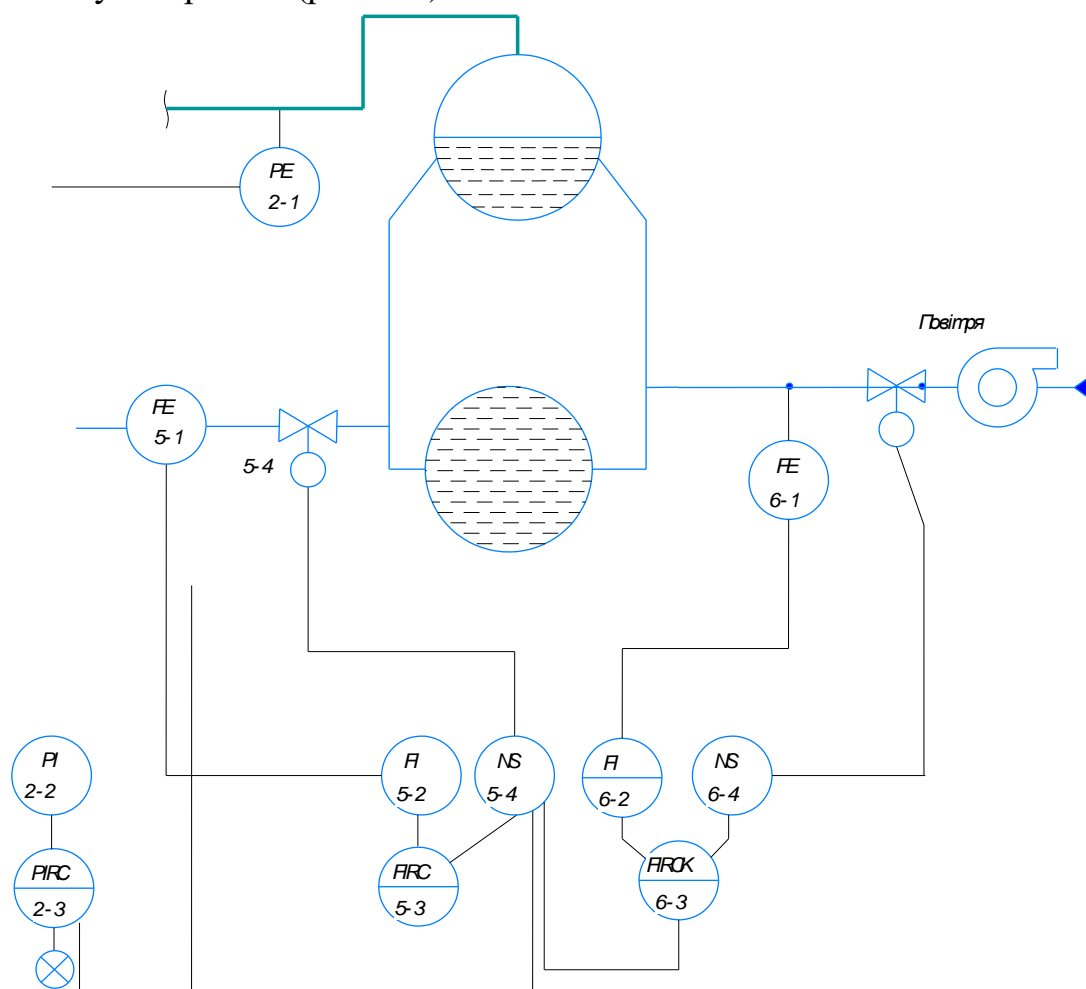 PE
2-1
Повітря
FE
5-1
5-4
FE
6-1
PI
2-2
FI
5-2
NS
5-4
FI
6-2
NS
6-4
PIRC
2-3
FIRC
5-3
FIRCK
6-3